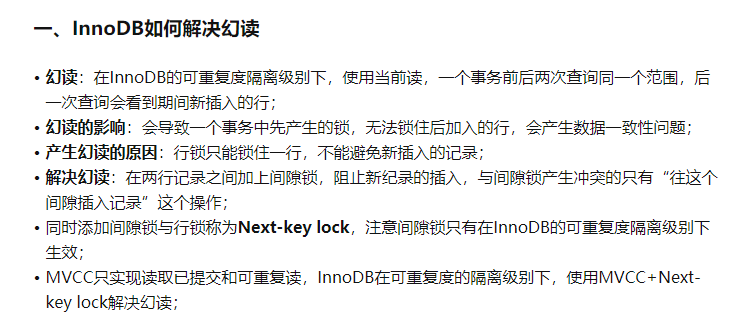 一、InnoDB如何解决幻读
• 幻读：在InnoDB的可重复度隔离级别下，使用当前读，一个事务前后两次查询同一个范围，后
一次查询会看到期间新插入的行；
• 幻读的影响：会导致一个事务中先产生的锁，无法锁住后加入的行，会产生数据一致性问题；
• 产生幻读的原因：行锁只能锁住一行，不能避免新插入的记录；
• 解决幻读：在两行记录之间加上间隙锁，阻止新纪录的插入，与间隙锁产生冲突的只有“往这个
间隙插入记录”这个操作；
• 同时添加间隙锁与行锁称为Next-key lock，注意间隙锁只有在InnoDB的可重复度隔离级别下
生效；
• MVCC只实现读取已提交和可重复读，InnoDB在可重复度的隔离级别下，使用MVCC+Next-
key lock解决幻读；